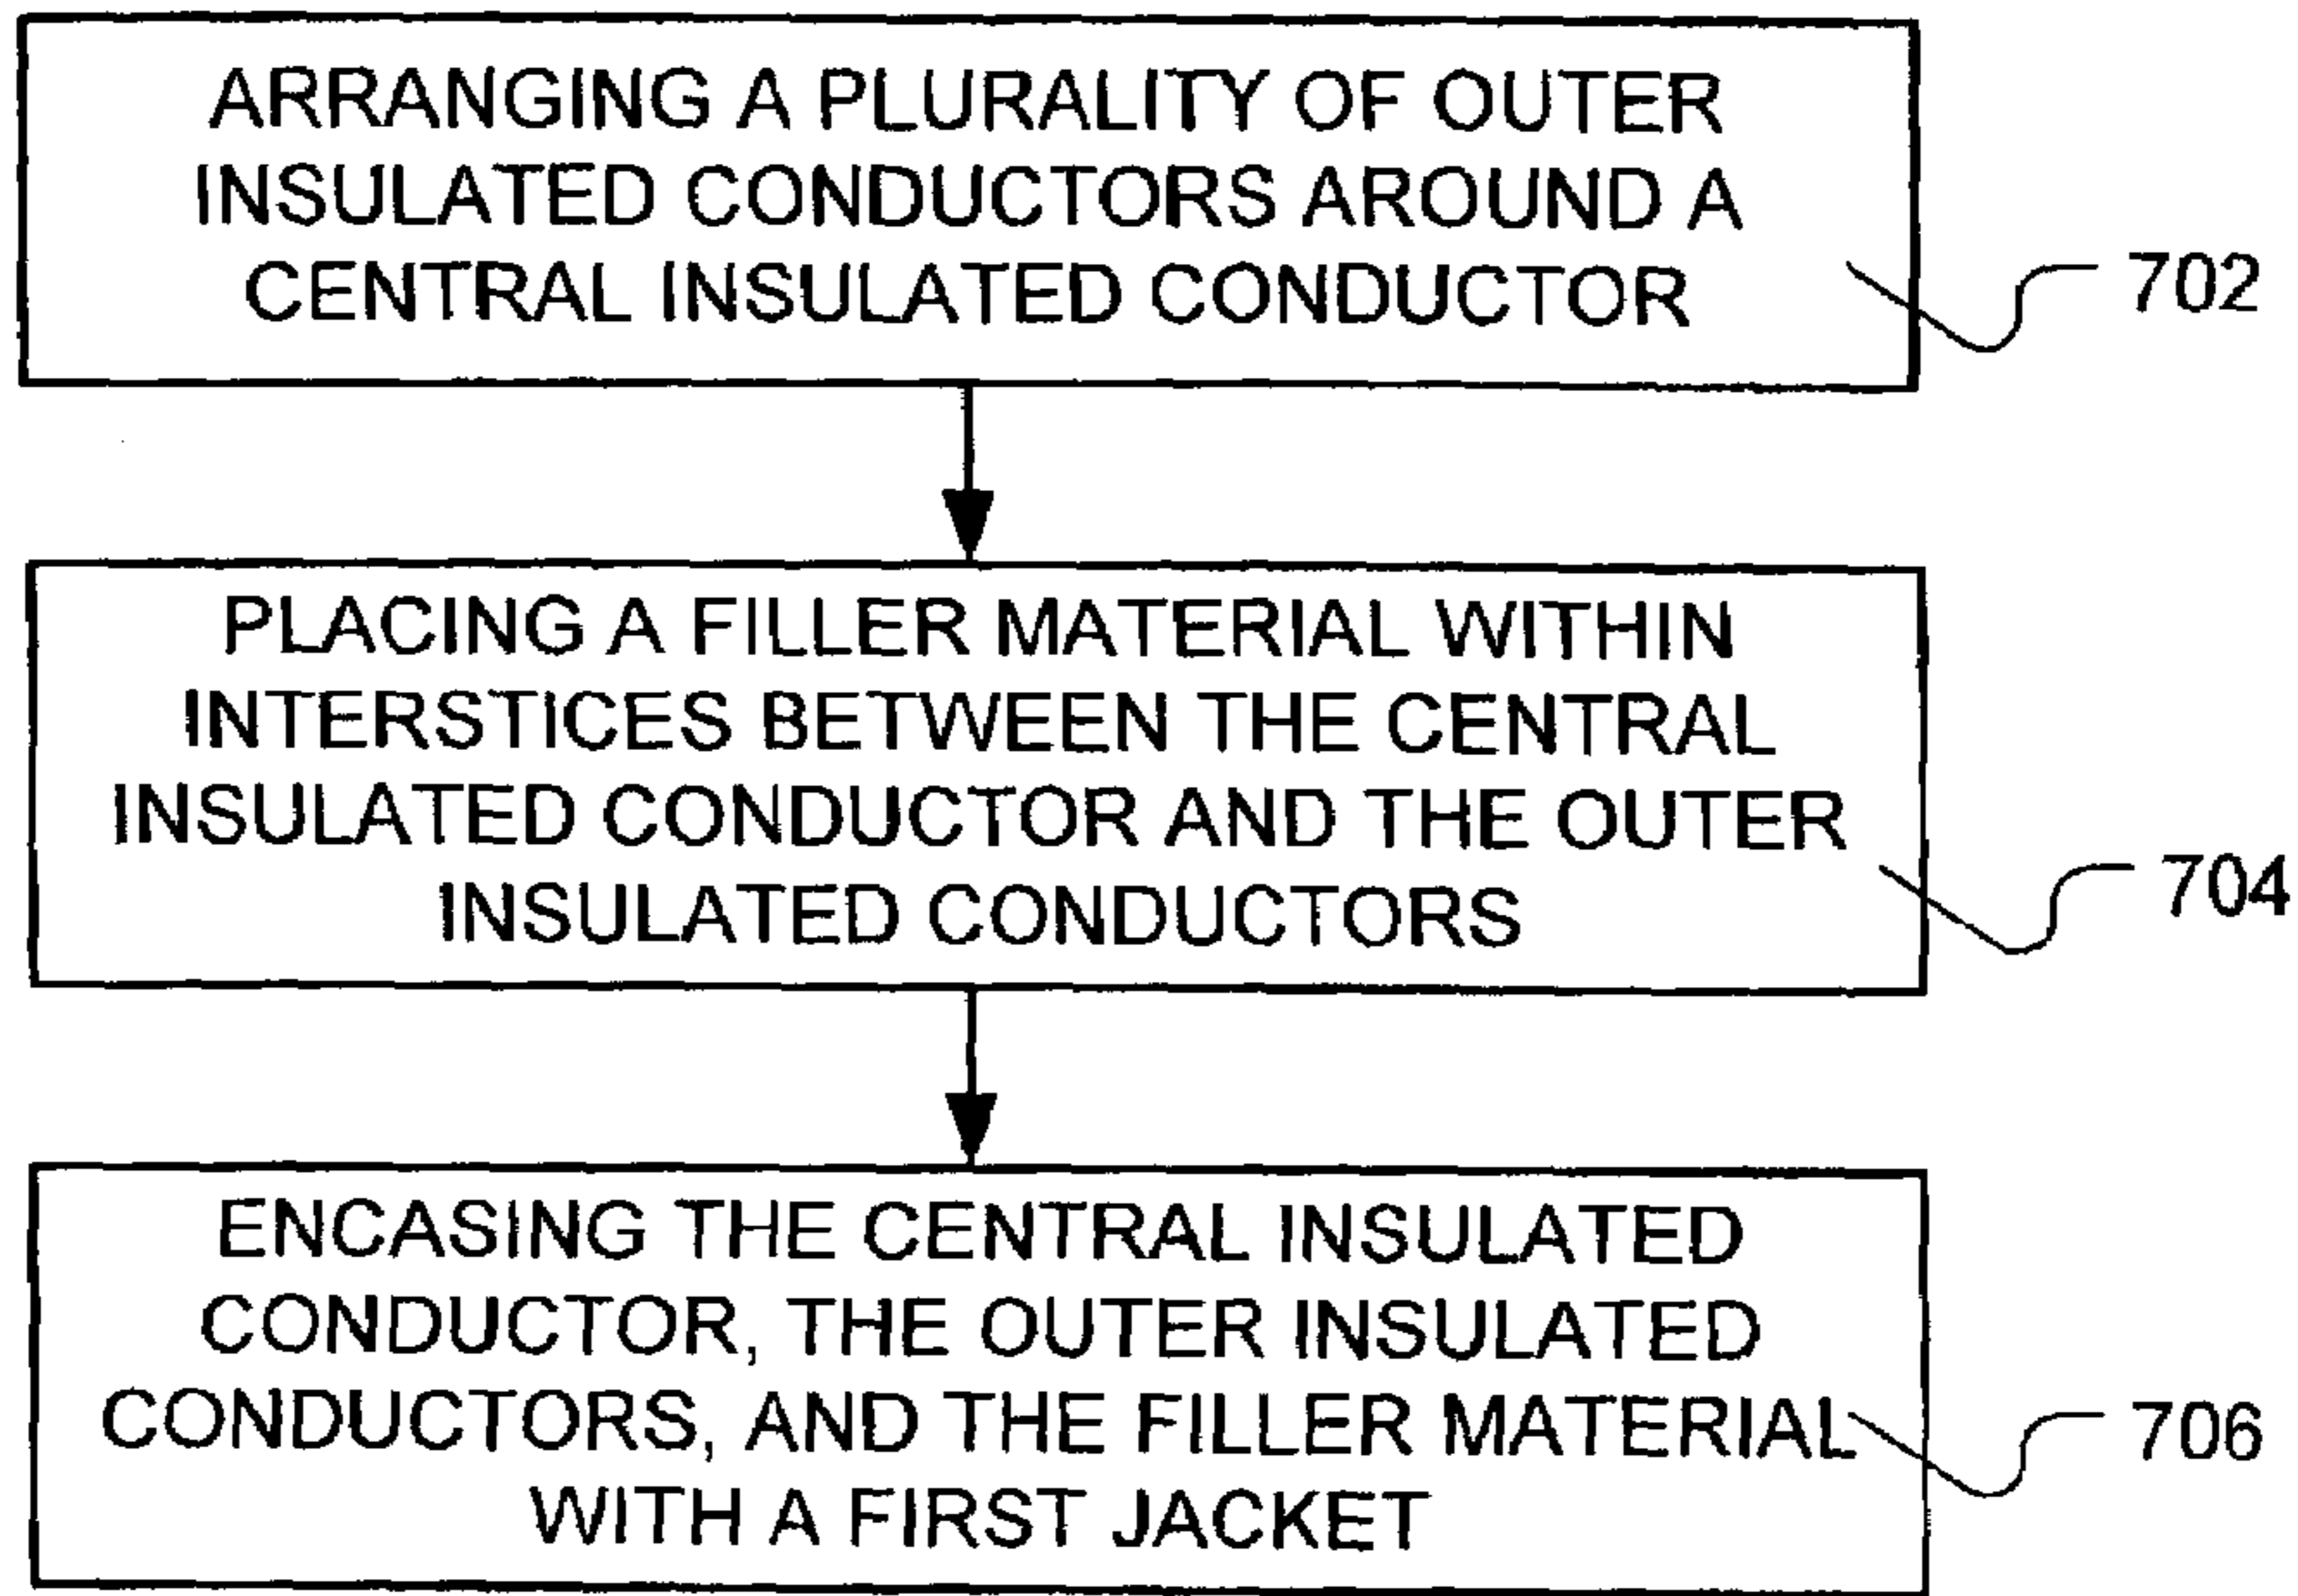 ARRANGING A PLURALITY OF OUTER
INSULATED CONDUCTORS AROUND A
CENTRAL INSULATED CONDUCTOR
702
PLACING A FILLER MATERIAL WITHIN
INTERSTICES BETWEEN THE CENTRAL
INSULATED CONDUCTOR AND THE OUTER
INSULATED CONDUCTORS
704
ENCASING THE CENTRAL INSULATED
CONDUCTOR, THE OUTER INSULATED
CONDUCTORS, AND THE FILLER MATERIAL
WITH A FIRST JACKET
706